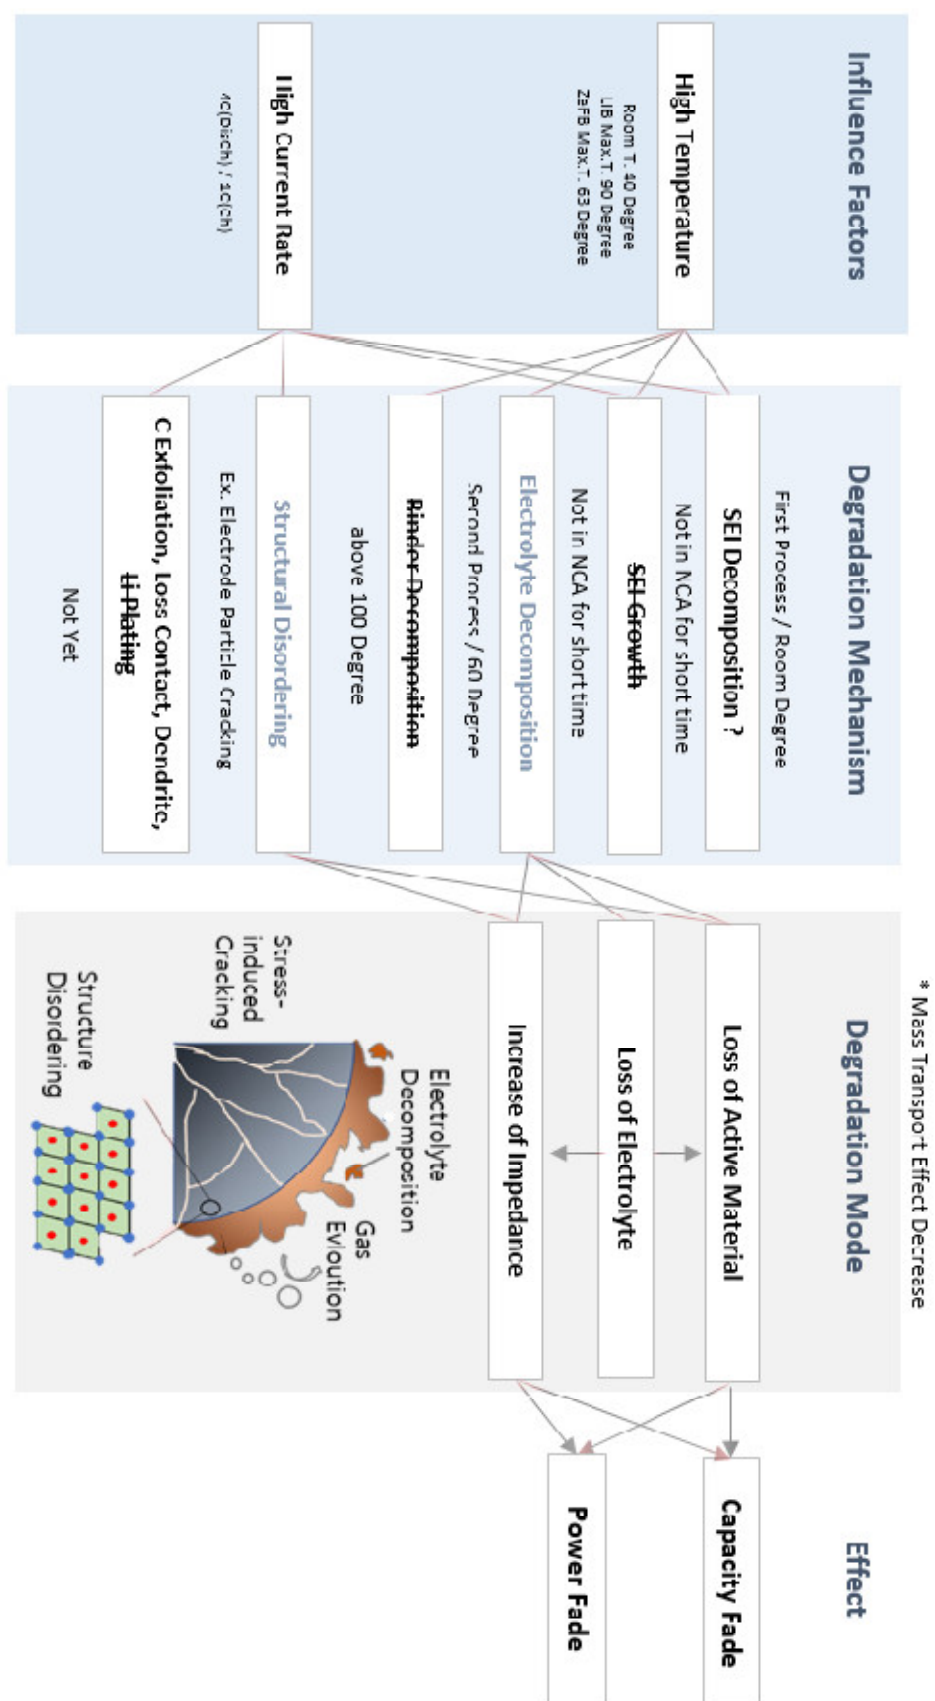 * Mass Transport Effect Decrease
Influence Factors
High Temperature
Room T. 40 Degree
LIB Max.T. 90 Degree
ZaFB Max.T. 63 Degree
High Current Rate
4C(DisCh) / 1C(Ch)
Degradation Mechanism
First Process / Room Degree
SEI Decomposition ?
Not in NCA for short time
SEI Growth
Not in NCA for short time
Electrolyte Decomposition
Second Process / 60 Degree
Binder Decomposition
above 100 Degree
Structural Disordering
Ex. Electrode Particle Cracking
C Exfoliation, loss Contact, Dendrite,
Li Plating
Not Yet
Degradation Mode
Loss of Active Material
Loss of Electrolyte
Increase of Impedance
Electrolyte
Decomposition
Gas
Evloution
Stress-
induced
Cracking
Structure
Disordering
Effect
Capacity Fade
Power Fade